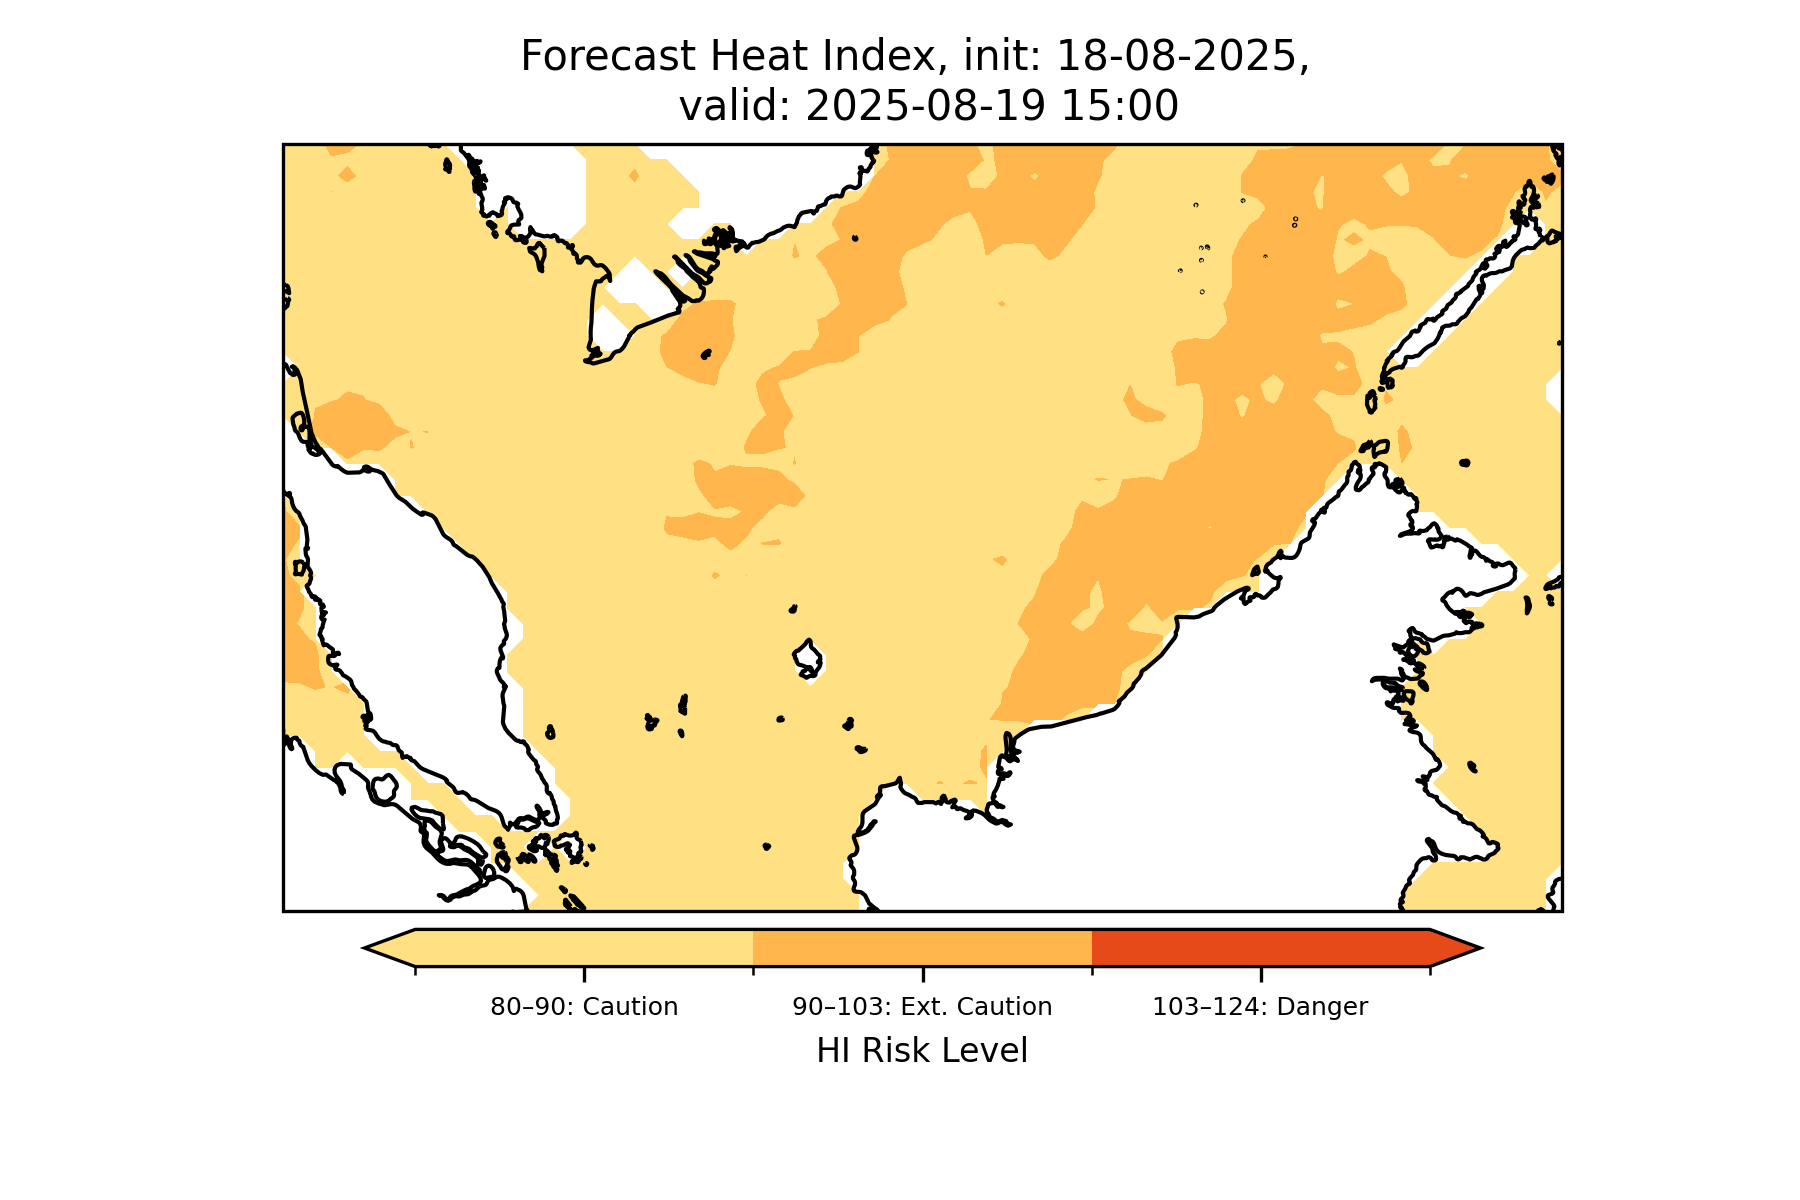 Forecast Heat Index, init: 18-08-2025,
valid: 2025-08-19 15:00
80–90: Caution
90–103: Ext. Caution
103–124: Danger
HI Risk Level